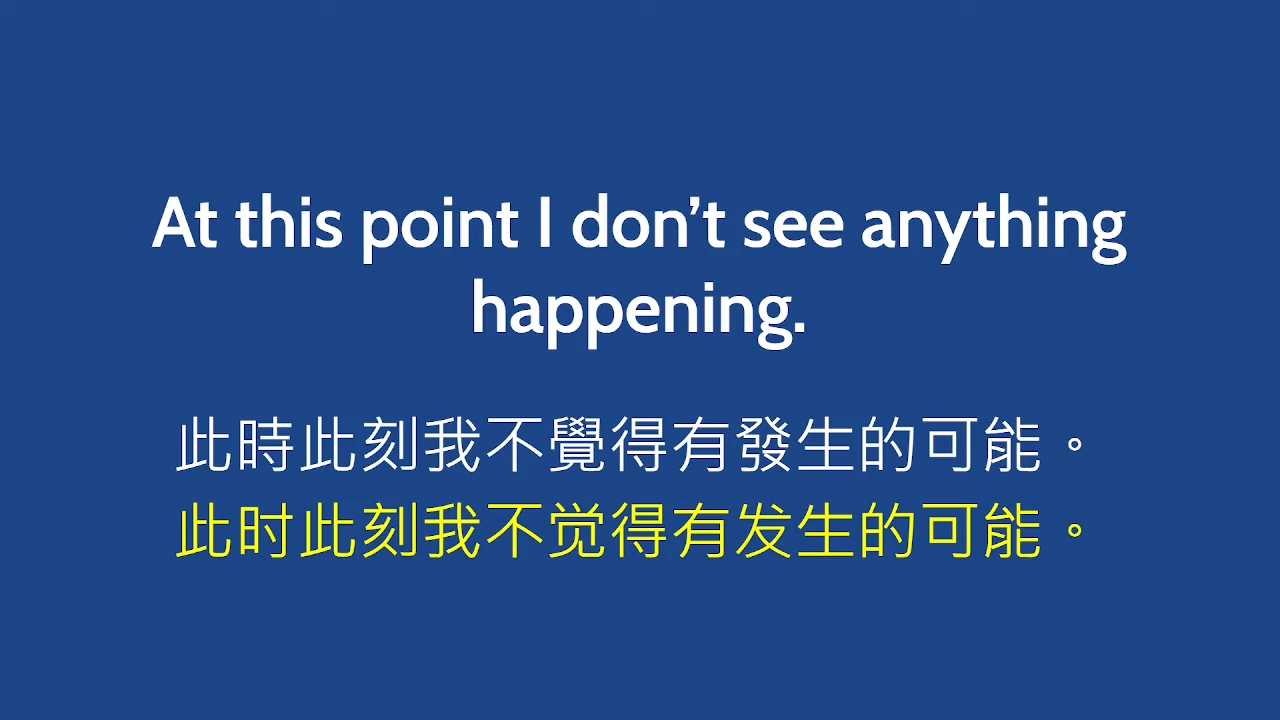 At this point I don’t see anything
happening.
此時此刻我不覺得有發生的可能。
此时此刻我不觉得有发生的可能。